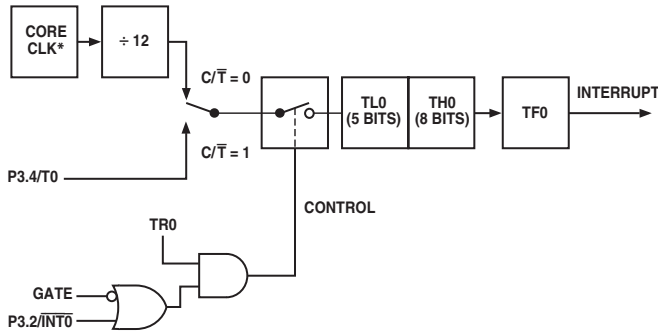 CORE
CLK*
÷ 12
C/T̅ = 0
C/T̅ = 1
P3.4/T0
TL0
(5 BITS)
TH0
(8 BITS)
TF0
INTERRUPT
CONTROL
TR0
GATE
P3.2/I̅N̅T̅0̅